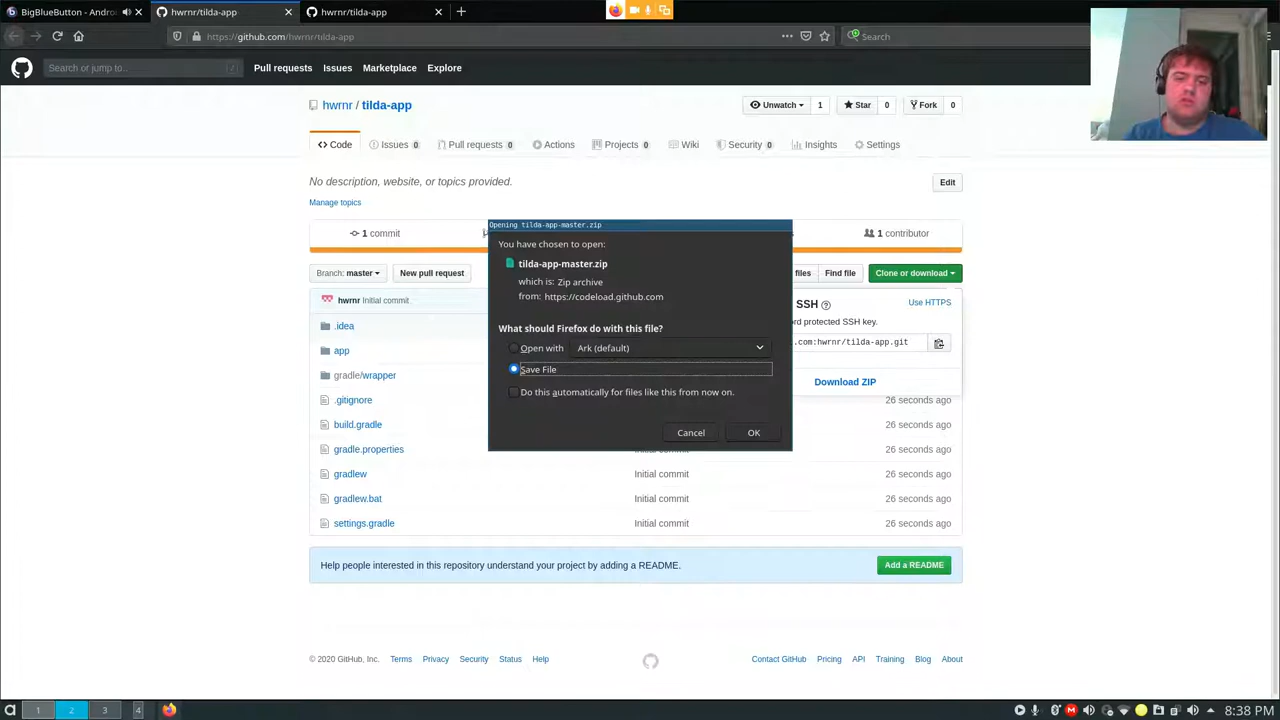 BigBlueButton - Andro
hwrnr/tilda-app
hwrnr/tilda-app
https://github.com/hwrnr/tilda-app
Search
Search or jump to...
/
Pull requests
Issues
Marketplace
Explore
hwrnr / tilda-app
Unwatch
1
Star
0
Fork
0
Code
Issues 0
Pull requests 0
Actions
Projects 0
Wiki
Security 0
Insights
Settings
No description, website, or topics provided.
Edit
Manage topics
1 commit
1 contributor
Branch: master
New pull request
files
Find file
Clone or download
hwrnr Initial commit
SSH
Use HTTPS
.idea
rd protected SSH key.
app
.com:hwrnr/tilda-app.git
gradle/wrapper
Download ZIP
.gitignore
26 seconds ago
build.gradle
26 seconds ago
gradle.properties
Initial commit
26 seconds ago
gradlew
Initial commit
26 seconds ago
gradlew.bat
Initial commit
26 seconds ago
settings.gradle
Initial commit
26 seconds ago
Opening tilda-app-master.zip
You have chosen to open:
tilda-app-master.zip
which is: Zip archive
from: https://codeload.github.com
What should Firefox do with this file?
Open with
Ark (default)
Save File
Do this automatically for files like this from now on.
Cancel
OK
Help people interested in this repository understand your project by adding a README.
Add a README
© 2020 GitHub, Inc.
Terms
Privacy
Security
Status
Help
Contact GitHub
Pricing
API
Training
Blog
About
1
2
3
4
8:38 PM